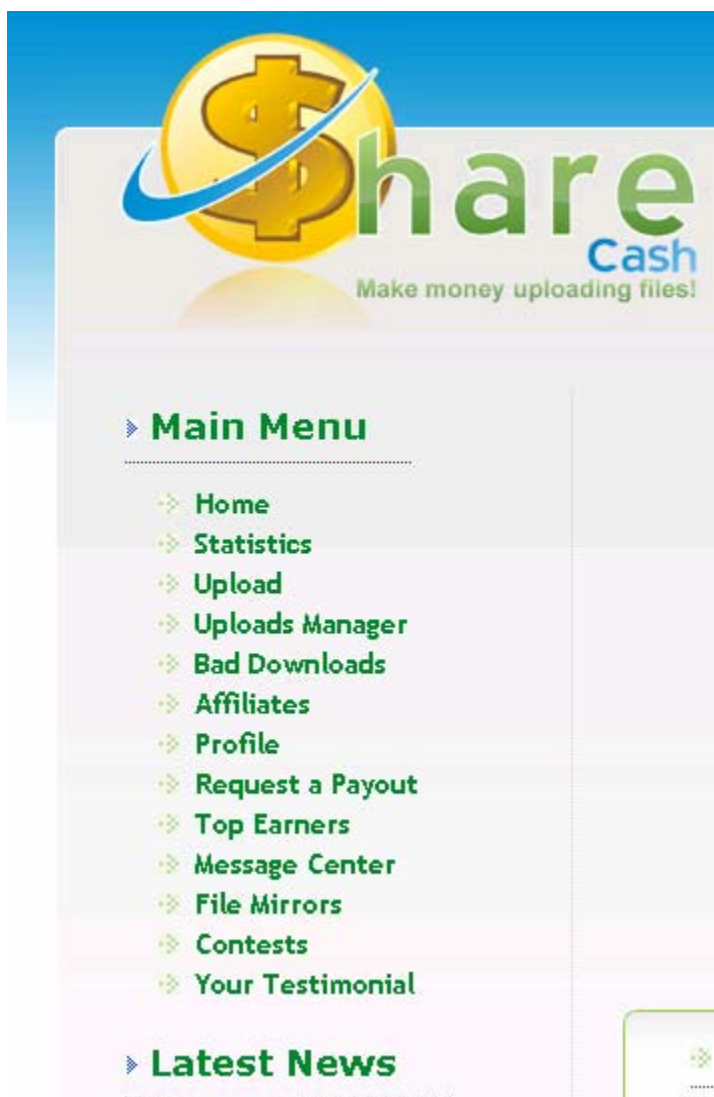 $hare
Cash
Make money uploading files!
Main Menu
Home
Statistics
Upload
Uploads Manager
Bad Downloads
Affiliates
Profile
Request a Payout
Top Earners
Message Center
File Mirrors
Contests
Your Testimonial
Latest News